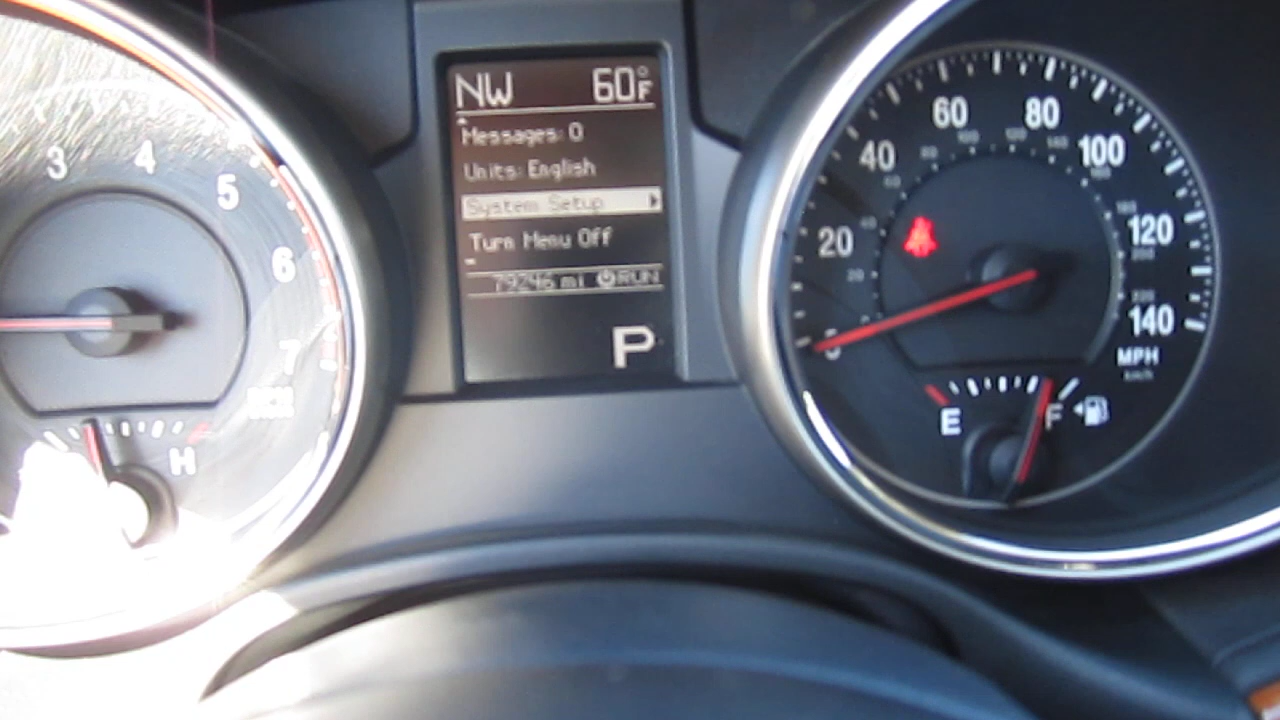 NW 60°F
Messages: 0
Units: English
System Setup
Turn Menu Off
79246 mi RUN
P
3
4
5
6
7
H
20
40
60
80
100
120
140
MPH
E
F